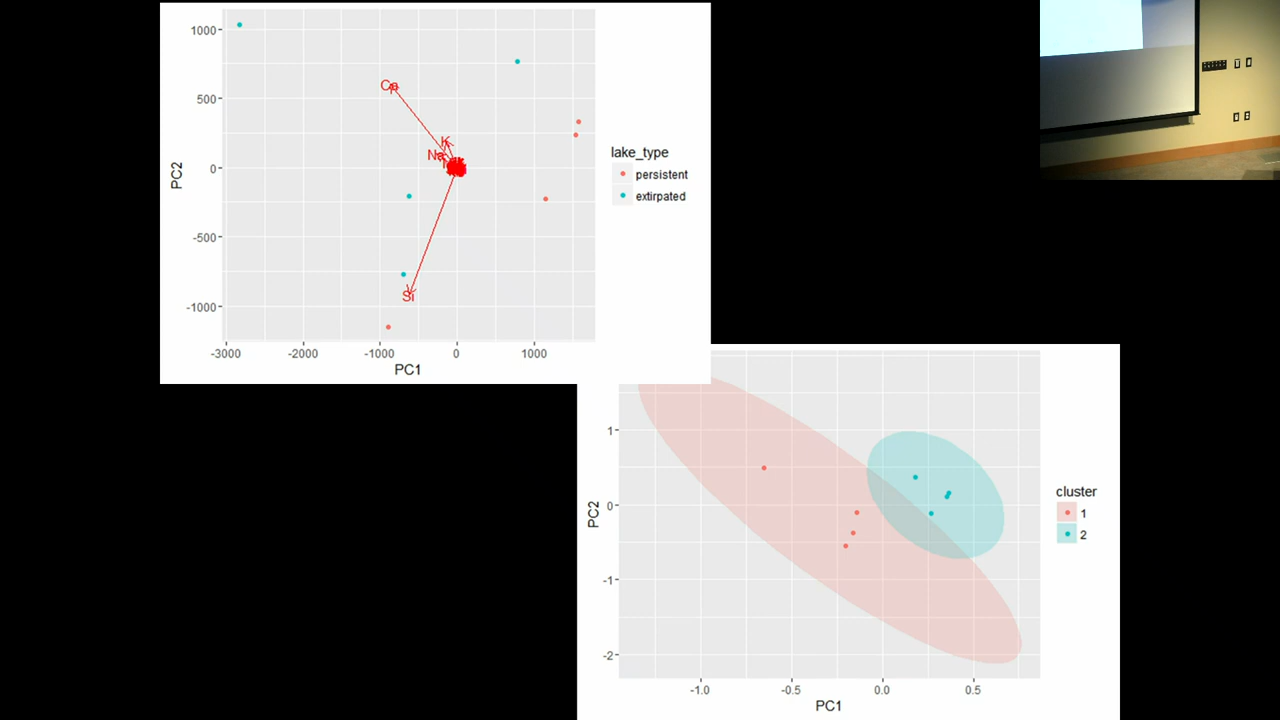 1000
500
0
-500
-1000
PC2
-3000
-2000
-1000
0
1000
PC1
Ca
K
Na
Si
lake_type
persistent
extirpated
1
0
-1
-2
PC2
-1.0
-0.5
0.0
0.5
PC1
cluster
1
2